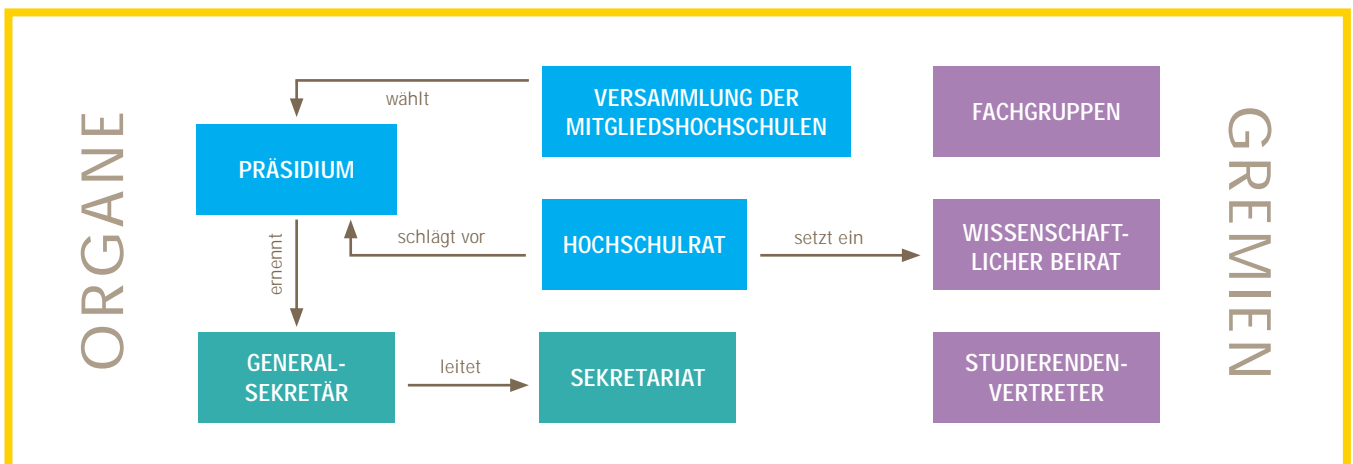 ORGANE
wählt
VERSAMMLUNG DER
MITGLIEDSHOCHSCHULEN
FACHGRUPPEN
PRÄSIDIUM
schlägt vor
HOCHSCHULRAT
setzt ein
WISSENSCHAFT-
LICHER BEIRAT
ernennt
GENERAL-
SEKRETÄR
leitet
SEKRETARIAT
STUDIERENDEN-
VERTRETER
GREMIEN